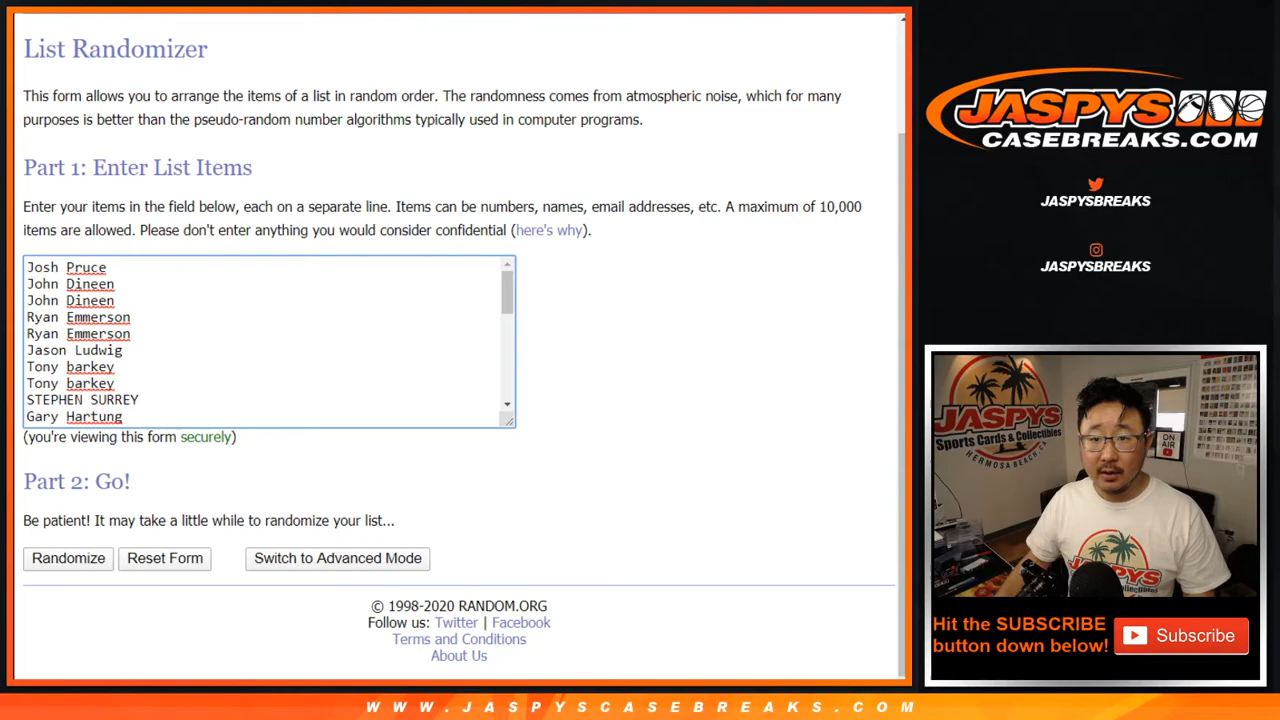 List Randomizer
This form allows you to arrange the items of a list in random order. The randomness comes from atmospheric noise, which for many
purposes is better than the pseudo-random number algorithms typically used in computer programs.
Part 1: Enter List Items
Enter your items in the field below, each on a separate line. Items can be numbers, names, email addresses, etc. A maximum of 10,000
items are allowed. Please don't enter anything you would consider confidential (here's why).
Josh Pruce
John Dineen
John Dineen
Ryan Emmerson
Ryan Emmerson
Jason Ludwig
Tony barkey
Tony barkey
STEPHEN SURREY
Gary Hartung
(you're viewing this form securely)
Part 2: Go!
Be patient! It may take a little while to randomize your list...
Randomize
Reset Form
Switch to Advanced Mode
© 1998-2020 RANDOM.ORG
Follow us: Twitter | Facebook
Terms and Conditions
About Us
JASPYS
CASEBREAKS.COM
JASPYSBREAKS
JASPYSBREAKS
JASPYS
Sports Cards & Collectibles
HERMOSA BEACH, CA
ON
AIR
JASPYS
Hit the SUBSCRIBE
button down below!
Subscribe
WWW.JASPYSCASEBREAKS.COM